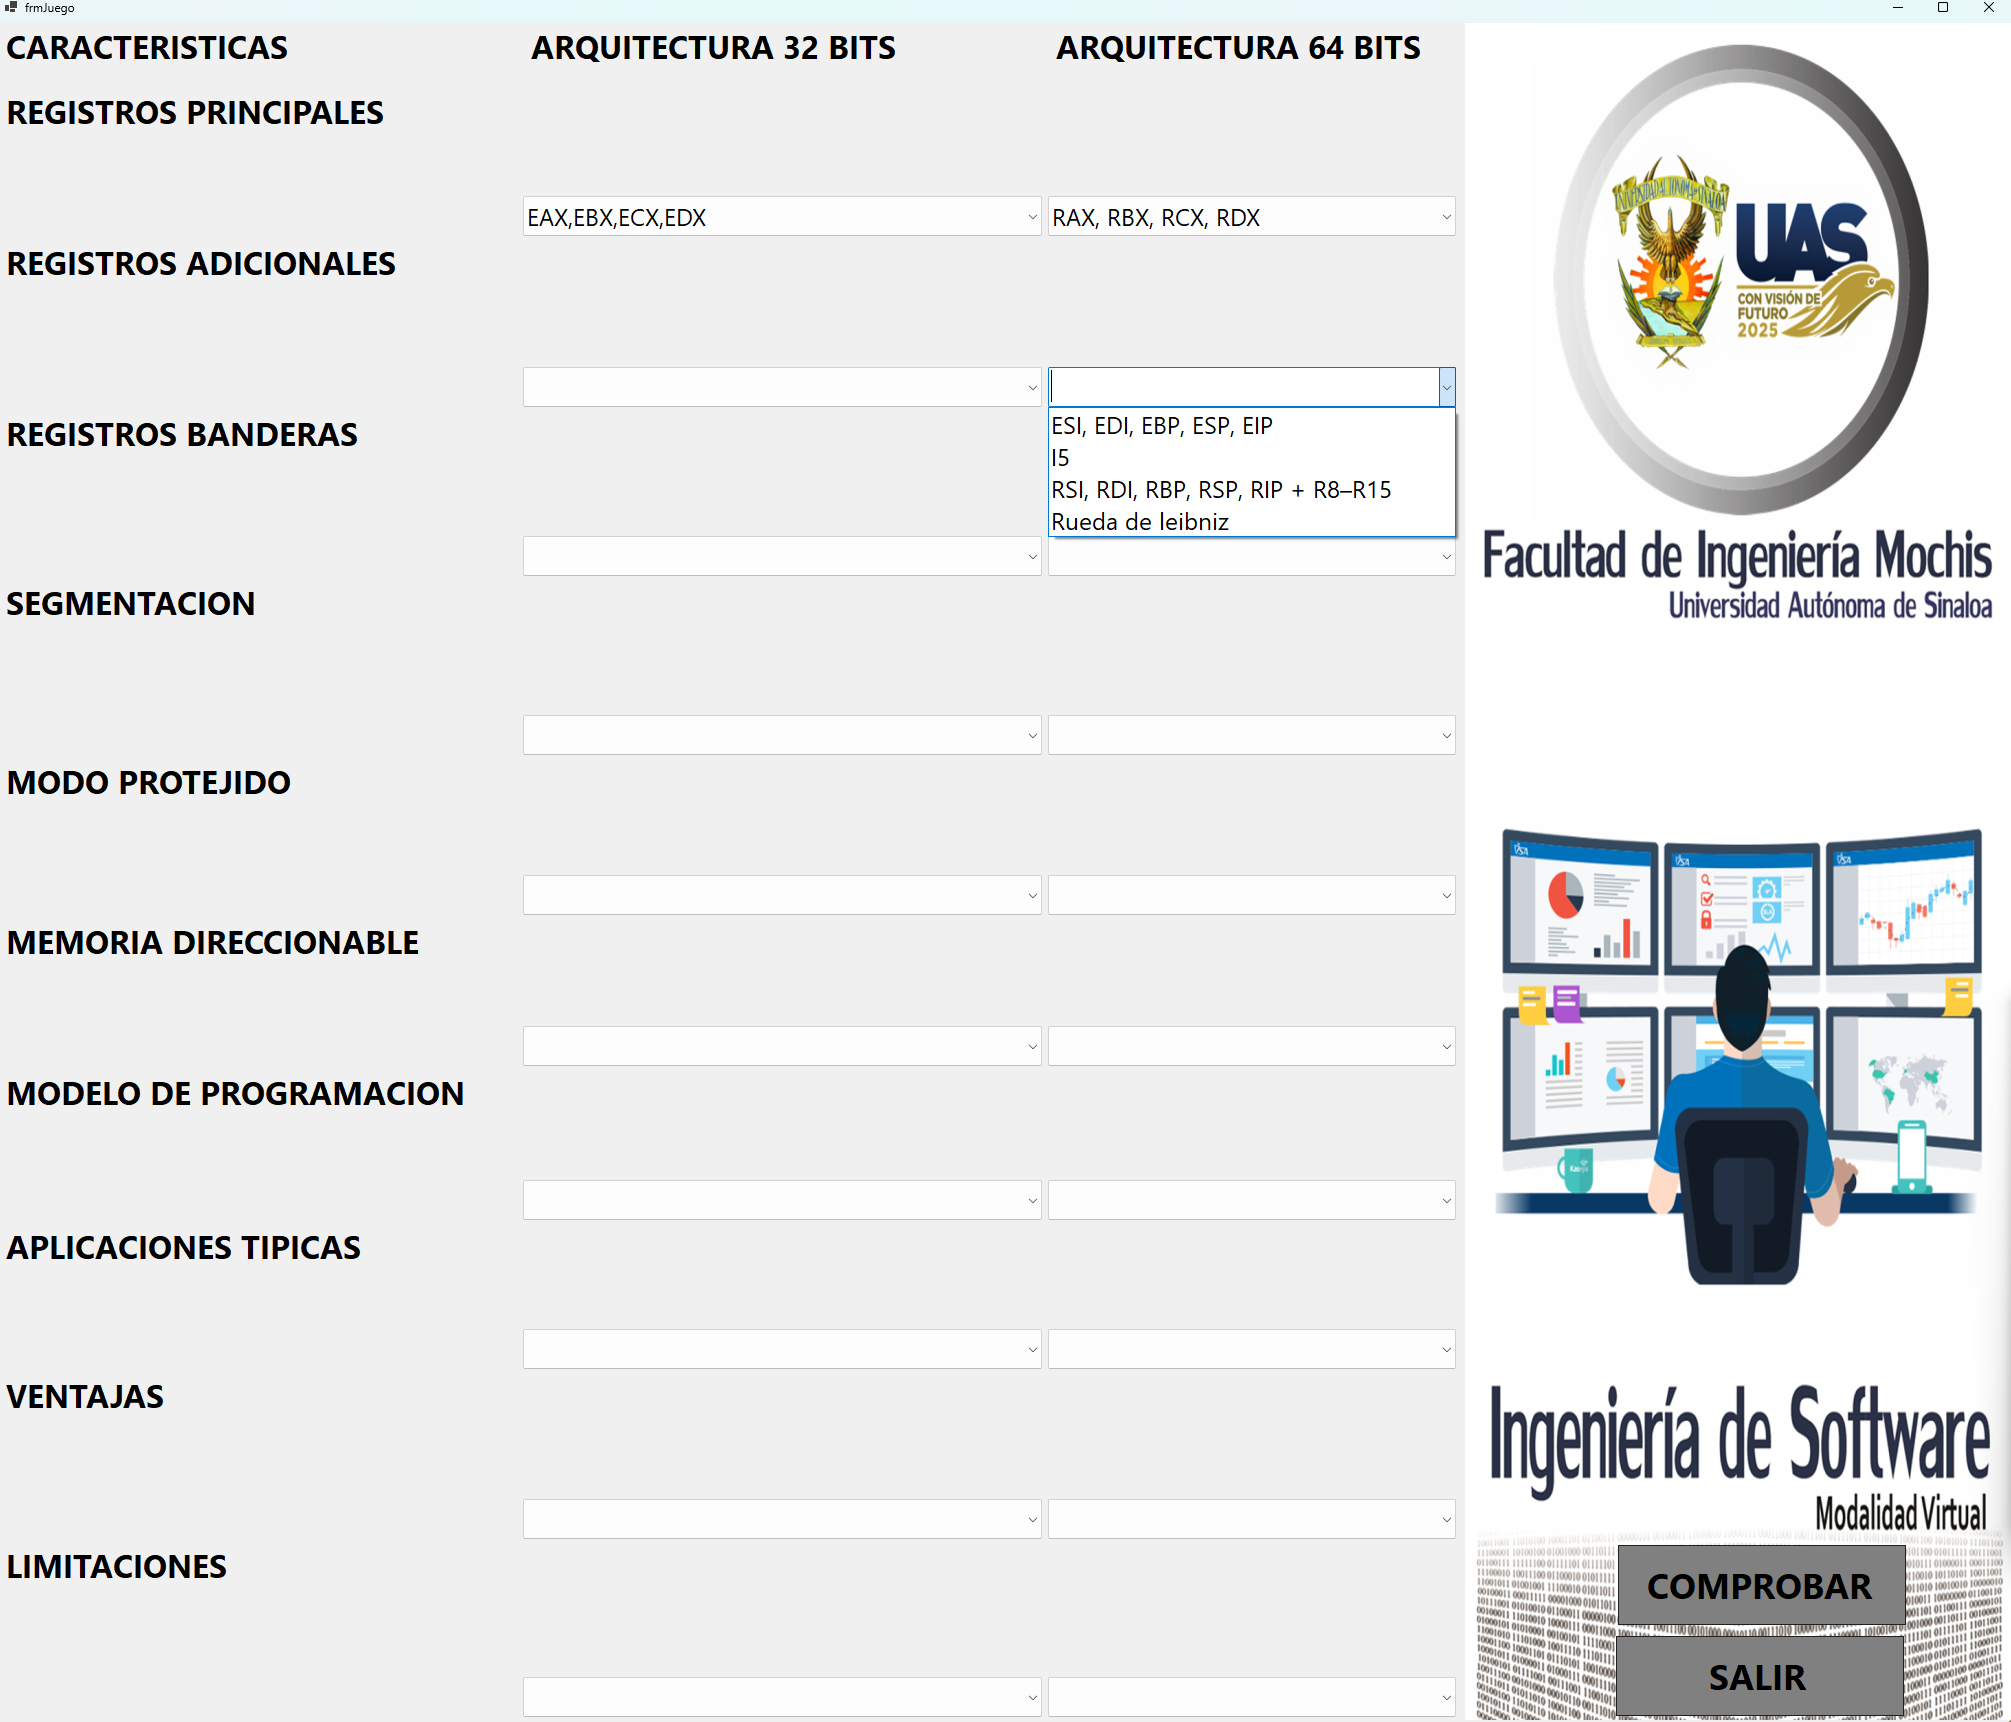 frmJuego
CARACTERISTICAS
ARQUITECTURA 32 BITS
ARQUITECTURA 64 BITS
REGISTROS PRINCIPALES
EAX,EBX,ECX,EDX
RAX, RBX, RCX, RDX
REGISTROS ADICIONALES
ESI, EDI, EBP, ESP, EIP
I5
RSI, RDI, RBP, RSP, RIP + R8–R15
Rueda de leibniz
REGISTROS BANDERAS
SEGMENTACION
MODO PROTEJIDO
MEMORIA DIRECCIONABLE
MODELO DE PROGRAMACION
APLICACIONES TIPICAS
VENTAJAS
LIMITACIONES
UNIVERSIDAD AUTONOMA DE SINALOA
UAS
CON VISIÓN DE
FUTURO
2025
Facultad de Ingeniería Mochis
Universidad Autónoma de Sinaloa
Ingeniería de Software
Modalidad Virtual
COMPROBAR
SALIR